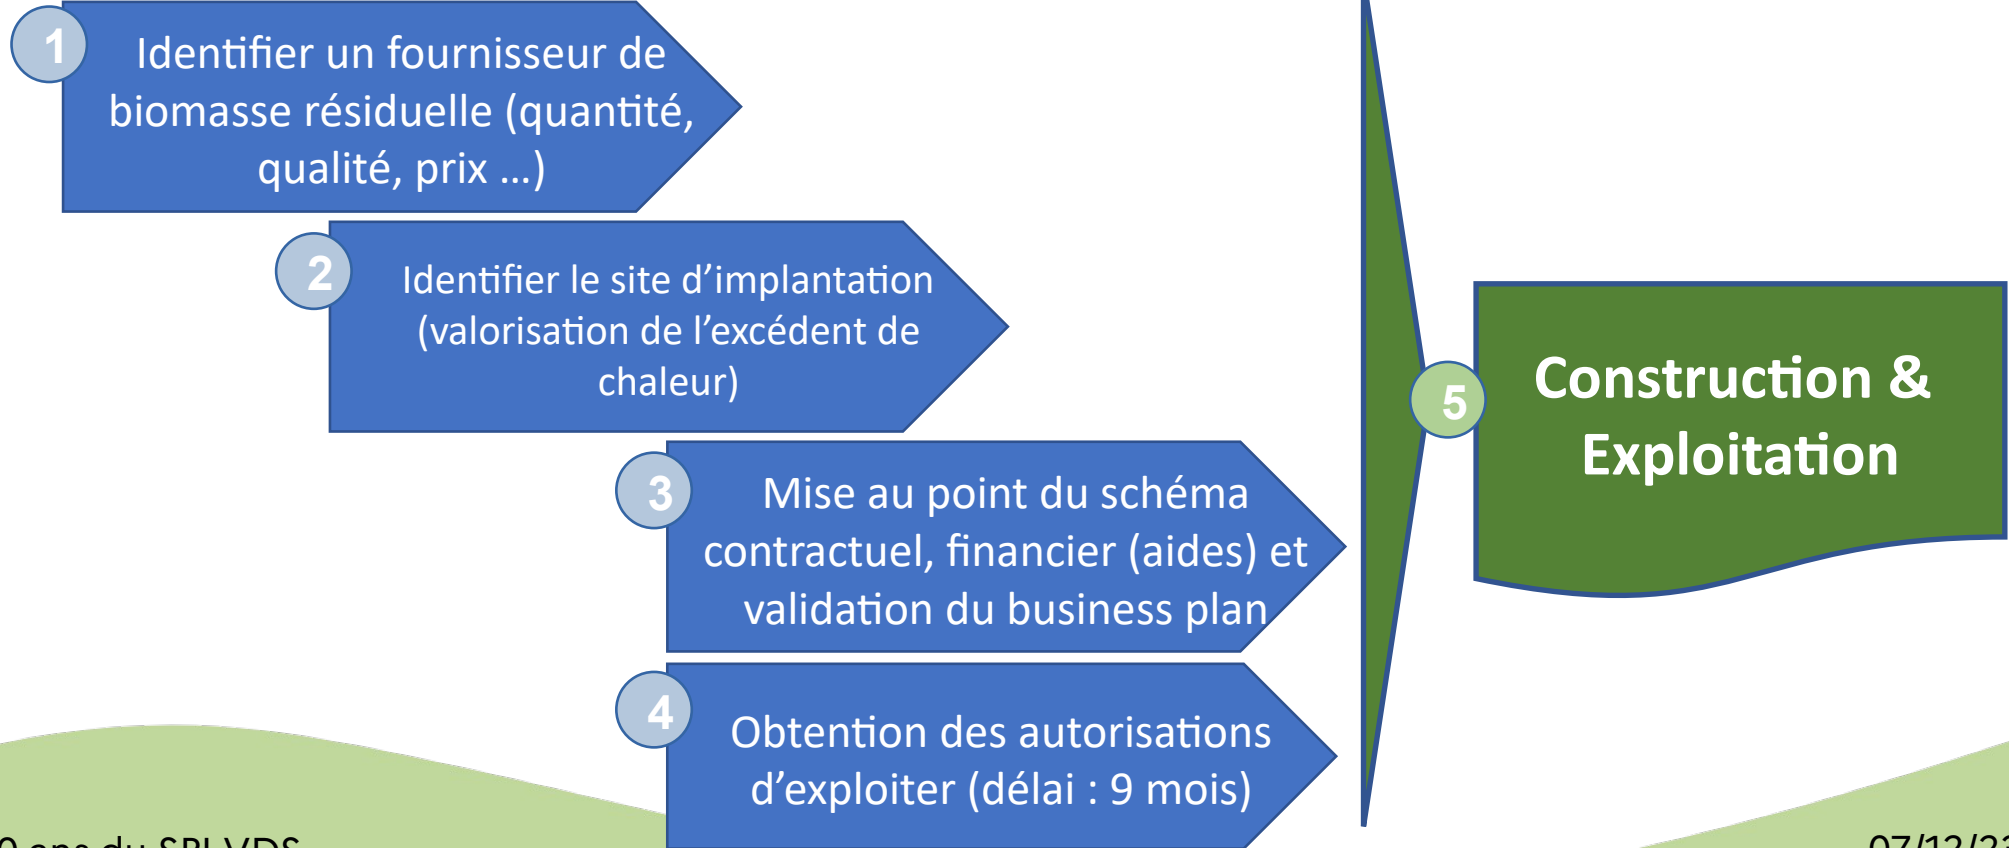 1
Identifier un fournisseur de
biomasse résiduelle (quantité,
qualité, prix ...)
2
Identifier le site d'implantation
(valorisation de l'excédent de
chaleur)
3
Mise au point du schéma
contractuel, financier (aides) et
validation du business plan
4
Obtention des autorisations
d'exploiter (délai : 9 mois)
5
Construction &
Exploitation
ans du